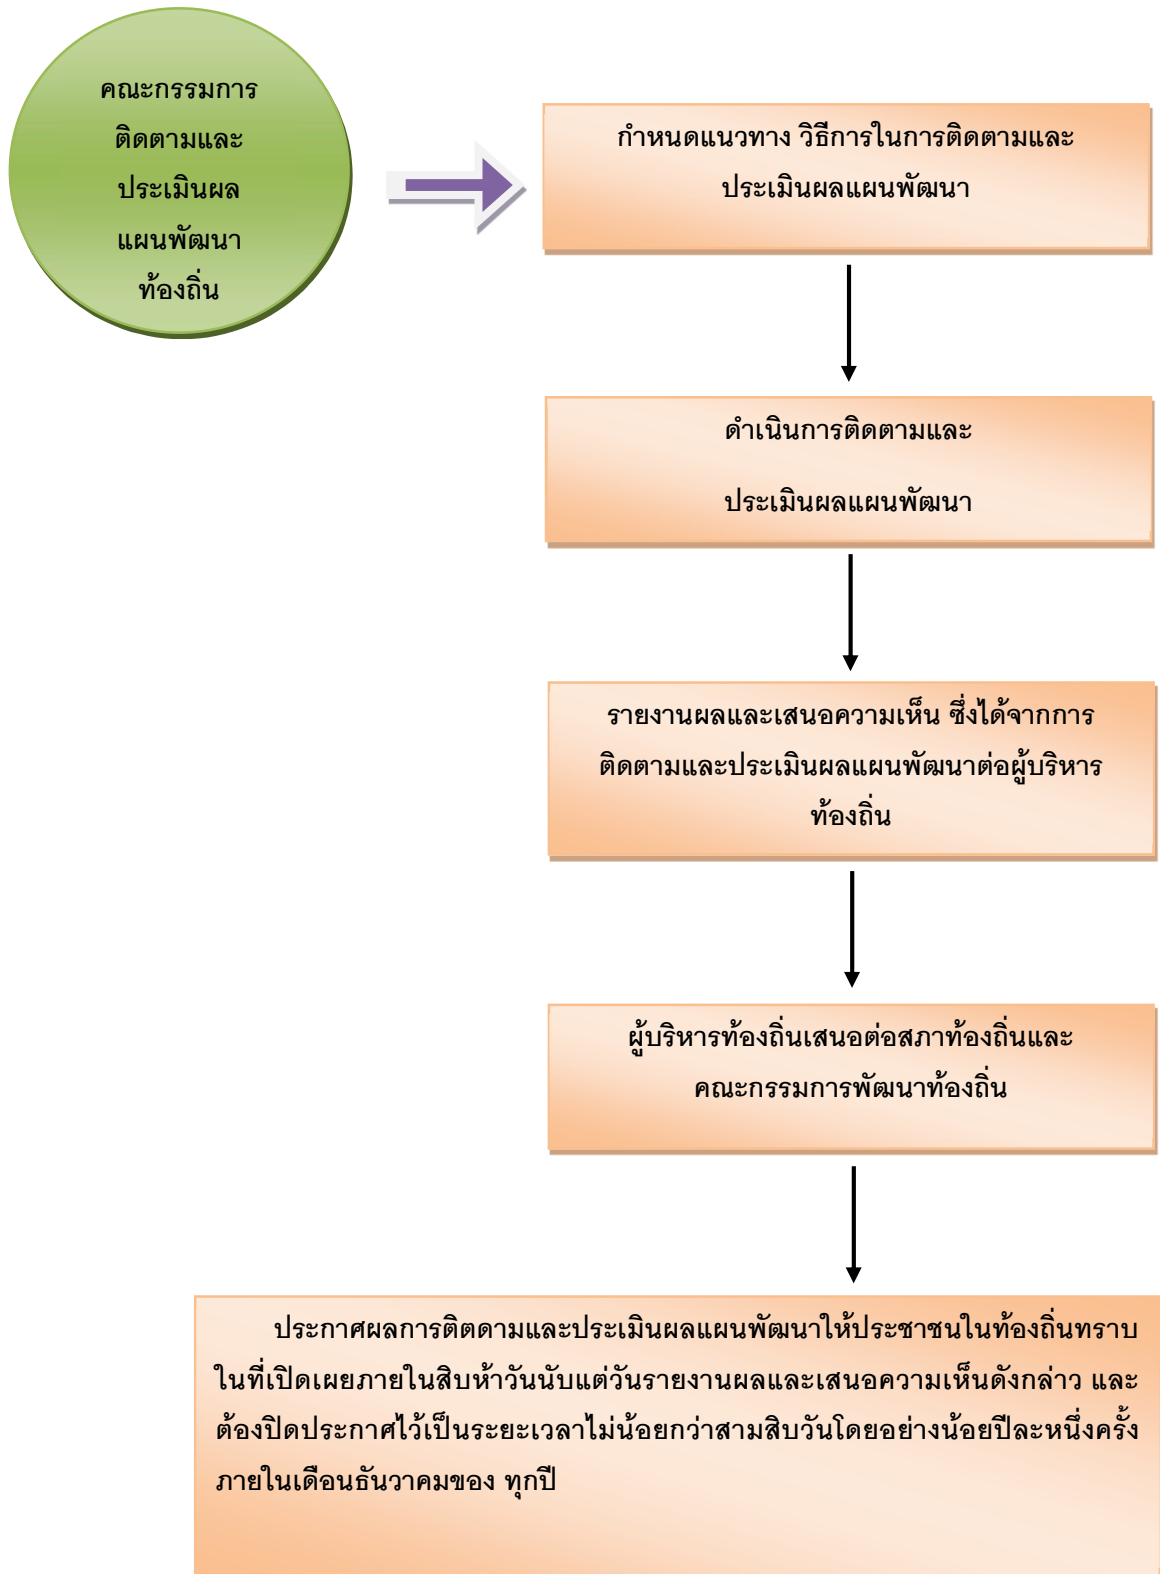 คณะกรรมการ
ติดตามและ
ประเมินผล
แผนพัฒนา
ท้องถิ่น
กำหนดแนวทาง วิธีการในการติดตามและ
ประเมินผลแผนพัฒนา
ดำเนินการติดตามและ
ประเมินผลแผนพัฒนา
รายงานผลและเสนอความเห็น ซึ่งได้จากการ
ติดตามและประเมินผลแผนพัฒนาต่อผู้บริหาร
ท้องถิ่น
ผู้บริหารท้องถิ่นเสนอต่อสภาท้องถิ่นและ
คณะกรรมการพัฒนาท้องถิ่น
ประกาศผลการติตดามและประเมินผลแผนพัฒนาให้ประชาชนในท้องถิ่นทราบ
ในที่เปิดเผยภายในสิบห้าวันนับแต่วันรายงานผลและเสนอความเห็นดังกล่าว และ
ต้องปิดประกาศไว้เป็นระยะเวลาไม่น้อยกว่าสามสิบวันโดยอย่างน้อยปีละหนึ่งครั้ง
ภายในเดือนธันวาคมของ ทุกปี